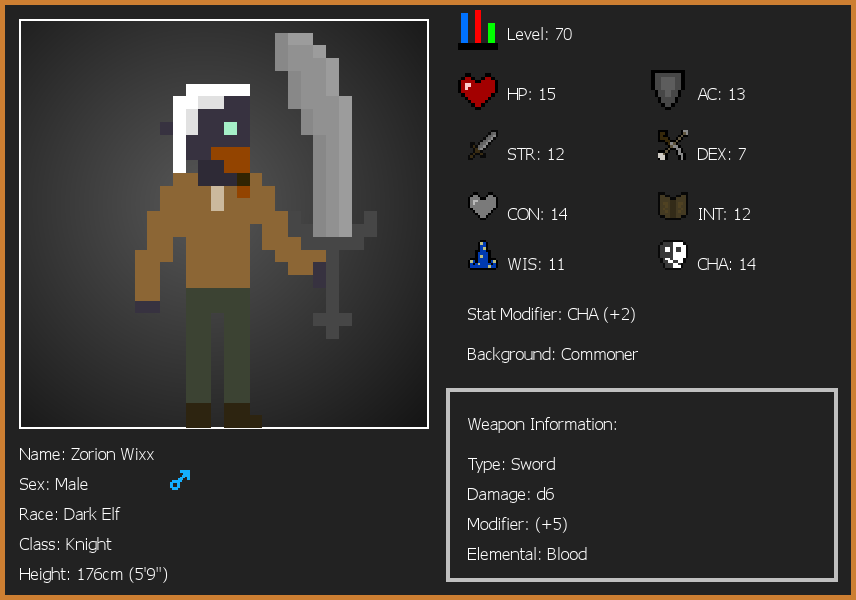 Level: 70
HP: 15
AC: 13
STR: 12
DEX: 7
CON: 14
INT: 12
WIS: 11
CHA: 14
Stat Modifier: CHA (+2)
Background: Commoner
Weapon Information:
Type: Sword
Damage: d6
Modifier: (+5)
Elemental: Blood
Name: Zorion Wixx
Sex: Male
Race: Dark Elf
Class: Knight
Height: 176cm (5'9")